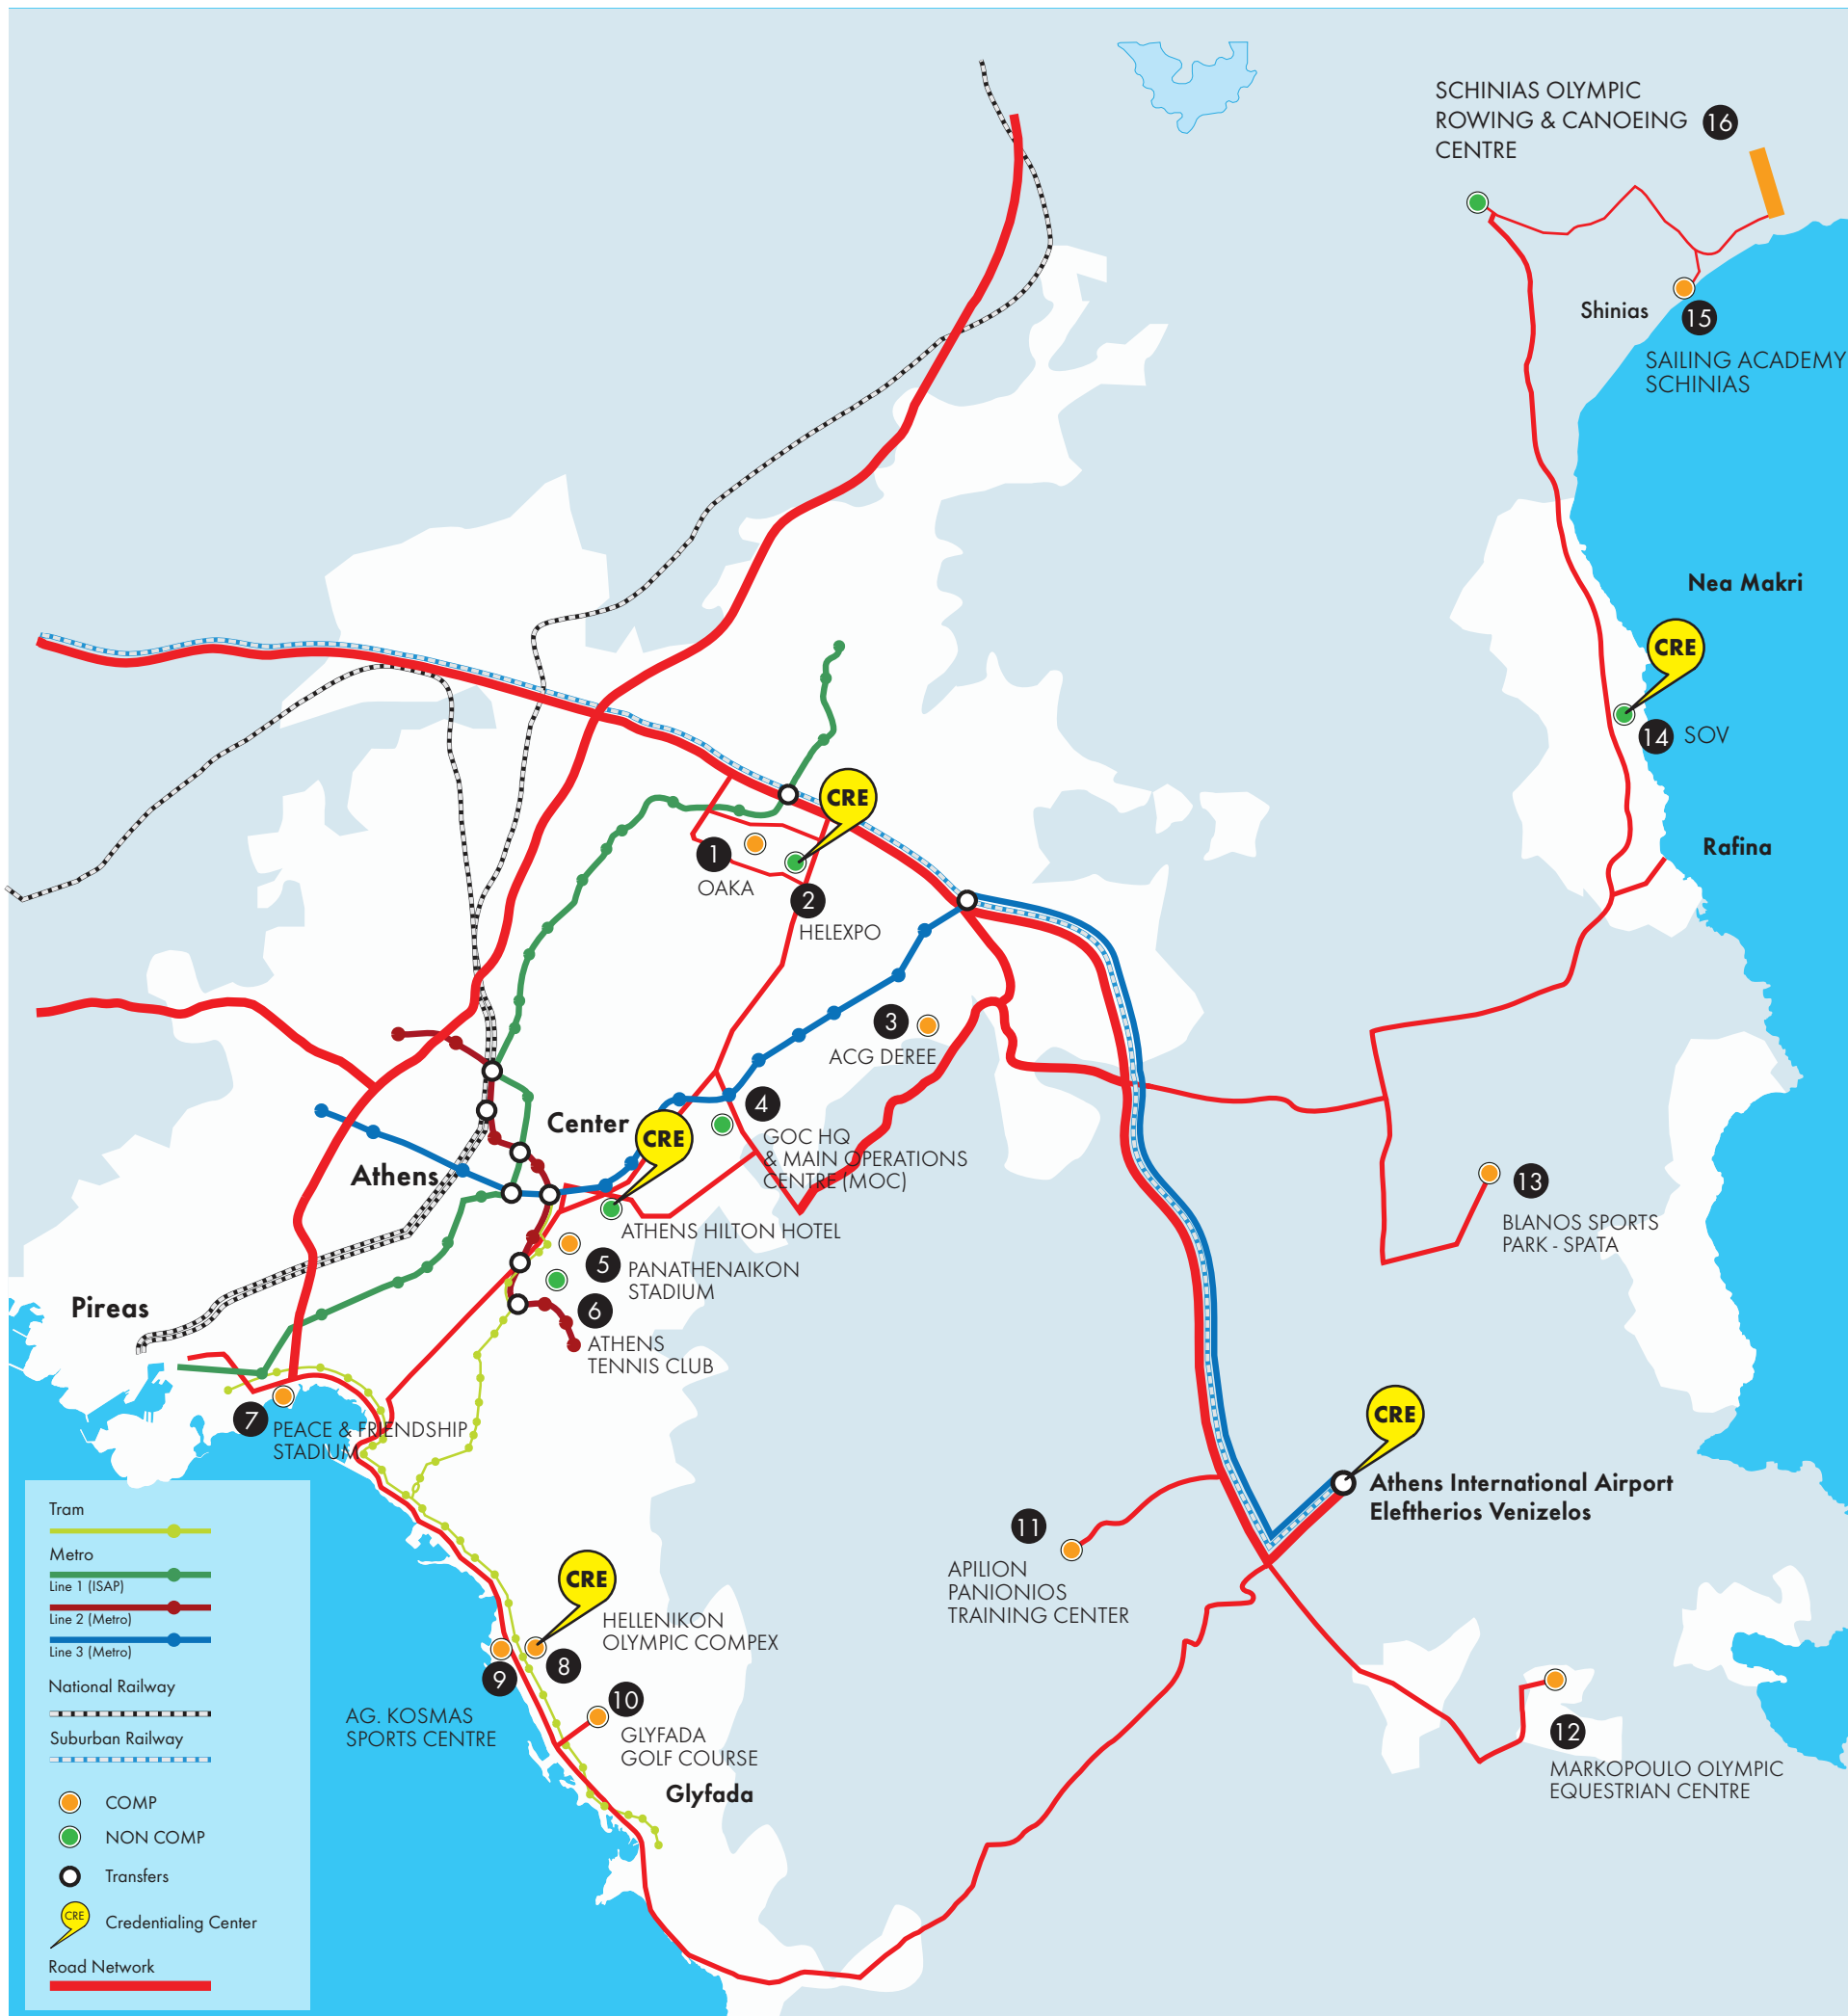 SCHINIAS OLYMPIC
ROWING & CANOEING
CENTRE
16
Shinias
15
SAILING ACADEMY
SCHINIAS
Nea Makri
CRE
14
SOV
Rafina
CRE
1
OAKA
2
HELEXPO
3
ACG DEREE
4
GOC HQ
& MAIN OPERATIONS
CENTRE (MOC)
Center
CRE
Athens
ATHENS HILTON HOTEL
13
BLANOS SPORTS
PARK - SPATA
5
PANATHENAIKON
STADIUM
6
ATHENS
TENNIS CLUB
Pireas
7
PEACE & FRIENDSHIP
STADIUM
CRE
Athens International Airport
Eleftherios Venizelos
11
APILION
PANIONIOS
TRAINING CENTER
CRE
HELLENIKON
OLYMPIC COMPEX
8
9
AG. KOSMAS
SPORTS CENTRE
10
GLYFADA
GOLF COURSE
Glyfada
12
MARKOPOULO OLYMPIC
EQUESTRIAN CENTRE
Tram
Metro
Line 1 (ISAP)
Line 2 (Metro)
Line 3 (Metro)
National Railway
Suburban Railway
COMP
NON COMP
Transfers
CRE
Credentialing Center
Road Network